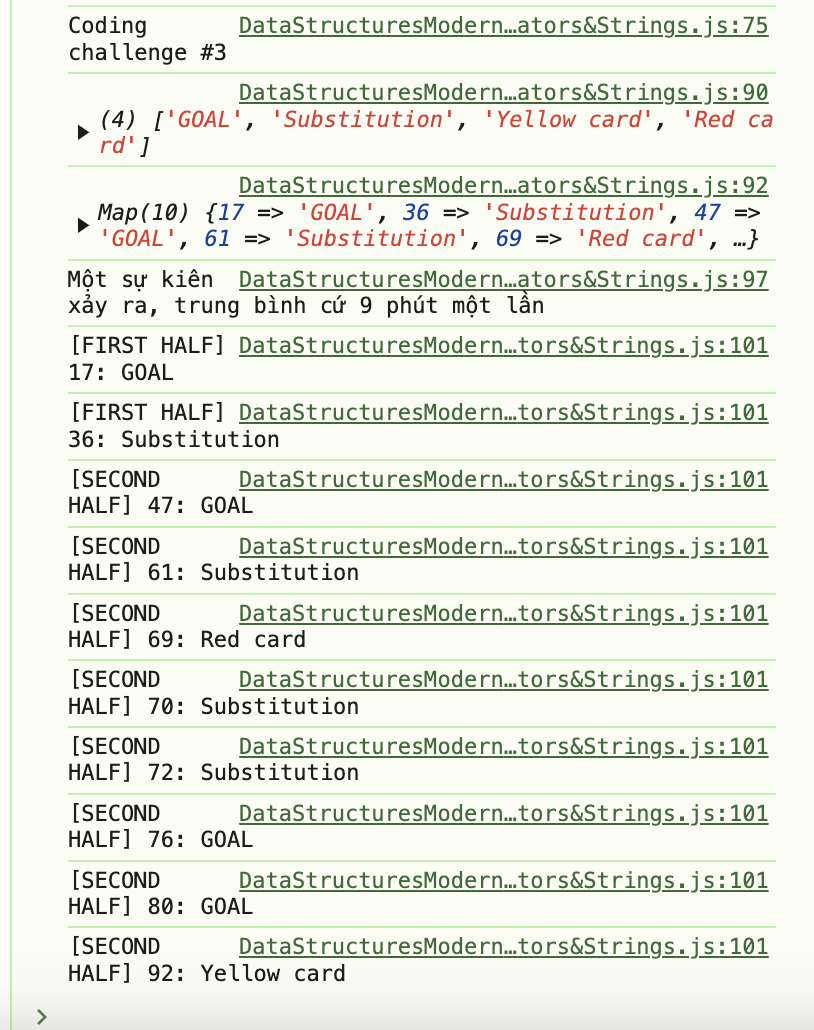 Coding DataStructuresModern…ators&Strings.js:75
challenge #3
DataStructuresModern…ators&Strings.js:90
(4) ['GOAL', 'Substitution', 'Yellow card', 'Red ca
rd']
DataStructuresModern…ators&Strings.js:92
Map(10) {17 => 'GOAL', 36 => 'Substitution', 47 =>
'GOAL', 61 => 'Substitution', 69 => 'Red card', …}
Một sự kiên DataStructuresModern…ators&Strings.js:97
xảy ra, trung bình cứ 9 phút một lần
[FIRST HALF] DataStructuresModern…tors&Strings.js:101
17: GOAL
[FIRST HALF] DataStructuresModern…tors&Strings.js:101
36: Substitution
[SECOND DataStructuresModern…tors&Strings.js:101
HALF] 47: GOAL
[SECOND DataStructuresModern…tors&Strings.js:101
HALF] 61: Substitution
[SECOND DataStructuresModern…tors&Strings.js:101
HALF] 69: Red card
[SECOND DataStructuresModern…tors&Strings.js:101
HALF] 70: Substitution
[SECOND DataStructuresModern…tors&Strings.js:101
HALF] 72: Substitution
[SECOND DataStructuresModern…tors&Strings.js:101
HALF] 76: GOAL
[SECOND DataStructuresModern…tors&Strings.js:101
HALF] 80: GOAL
[SECOND DataStructuresModern…tors&Strings.js:101
HALF] 92: Yellow card